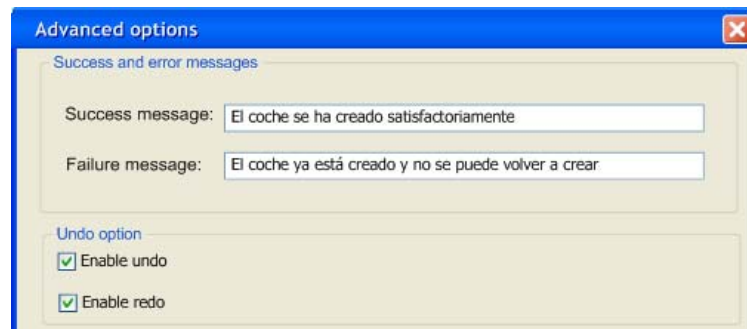 Advanced options
Success and error messages
Success message: El coche se ha creado satisfactoriamente
Failure message: El coche ya está creado y no se puede volver a crear
Undo option
Enable undo
Enable redo